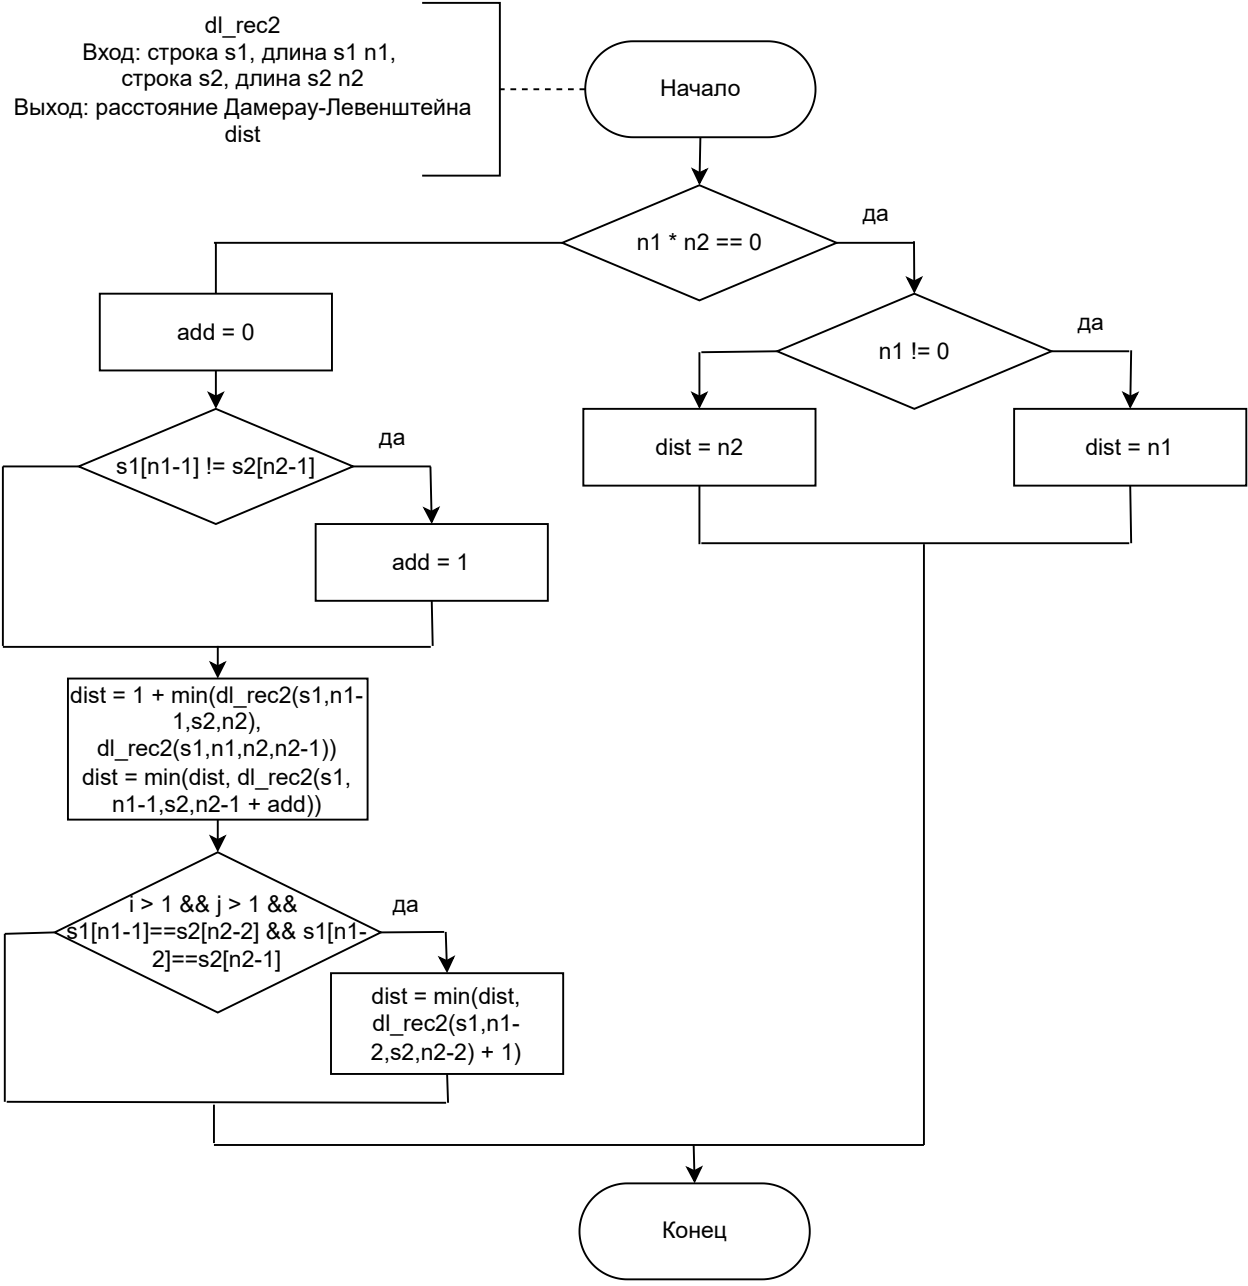 dl_rec2
Вход: строка s1, длина s1 n1,
строка s2, длина s2 n2
Выход: расстояние Дамерау-Левенштейна
dist
Начало
n1 * n2 == 0
да
add = 0
n1 != 0
да
s1[n1-1] != s2[n2-1]
да
dist = n2
dist = n1
add = 1
dist = 1 + min(dl_rec2(s1,n1-
1,s2,n2),
dl_rec2(s1,n1,n2,n2-1))
dist = min(dist, dl_rec2(s1,
n1-1,s2,n2-1 + add))
i > 1 && j > 1 &&
s1[n1-1]==s2[n2-2] && s1[n1-
2]==s2[n2-1]
да
dist = min(dist,
dl_rec2(s1,n1-
2,s2,n2-2) + 1)
Конец